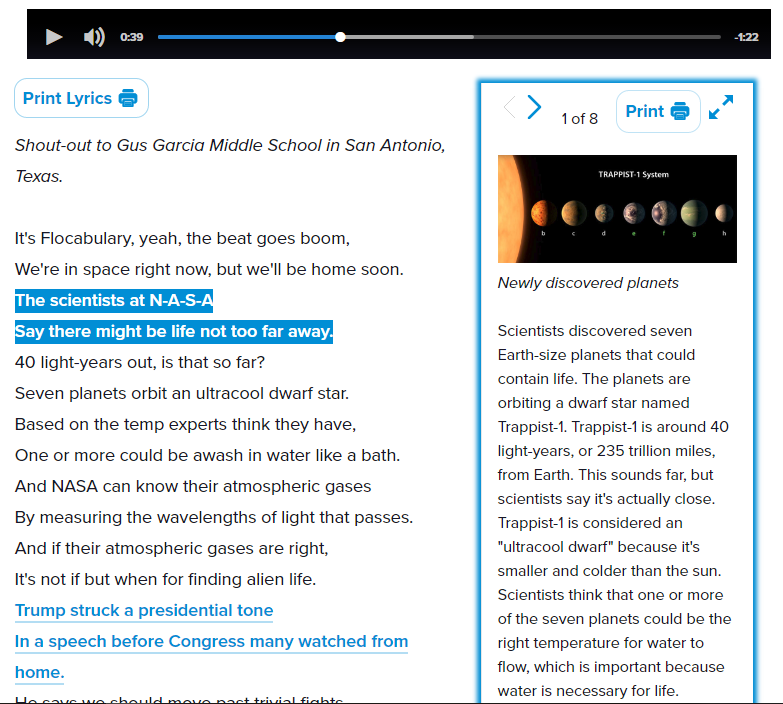 0:39
-1:22
Print Lyrics
Shout-out to Gus Garcia Middle School in San Antonio,
Texas.
It's Flocabulary, yeah, the beat goes boom,
We're in space right now, but we'll be home soon.
The scientists at N-A-S-A
Say there might be life not too far away.
40 light-years out, is that so far?
Seven planets orbit an ultracool dwarf star.
Based on the temp experts think they have,
One or more could be awash in water like a bath.
And NASA can know their atmospheric gases
By measuring the wavelengths of light that passes.
And if their atmospheric gases are right,
It's not if but when for finding alien life.
Trump struck a presidential tone
In a speech before Congress many watched from
home.
He says we should move past trivial fights
1 of 8
Print
TRAPPIST-1 System
b c d e f g h
Newly discovered planets
Scientists discovered seven
Earth-size planets that could
contain life. The planets are
orbiting a dwarf star named
Trappist-1. Trappist-1 is around 40
light-years, or 235 trillion miles,
from Earth. This sounds far, but
scientists say it's actually close.
Trappist-1 is considered an
"ultracool dwarf" because it's
smaller and colder than the sun.
Scientists think that one or more
of the seven planets could be the
right temperature for water to
flow, which is important because
water is necessary for life.